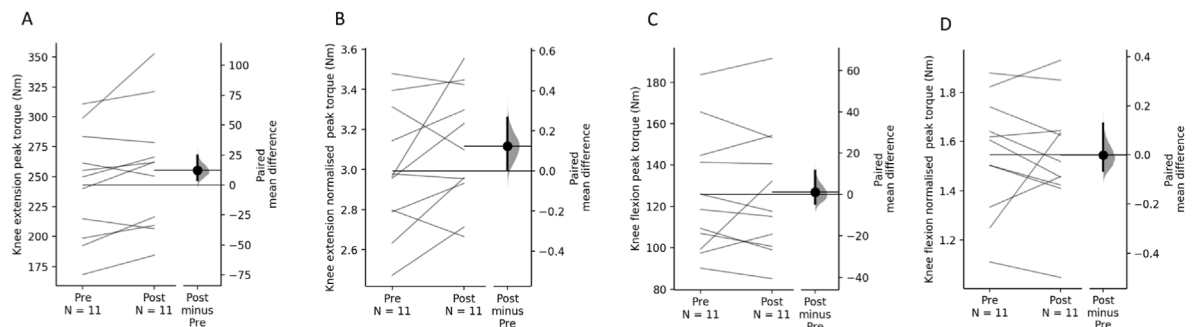 A
Knee extension peak torque (Nm)
350
325
300
275
250
225
200
175
100
75
50
25
0
−25
−50
−75
Paired
mean difference
Pre
N = 11
Post
N = 11
Post
minus
Pre
B
Knee extension normalised peak torque (Nm)
3.6
3.4
3.2
3.0
2.8
2.6
2.4
0.6
0.4
0.2
0.0
−0.2
−0.4
Paired
mean difference
Pre
N = 11
Post
N = 11
Post
minus
Pre
C
Knee flexion peak torque (Nm)
180
160
140
120
100
80
60
40
20
0
−20
−40
Paired
mean difference
Pre
N = 11
Post
N = 11
Post
minus
Pre
D
Knee flexion normalised peak torque (Nm)
1.8
1.6
1.4
1.2
0.4
0.2
0.0
−0.2
−0.4
Paired
mean difference
Pre
N = 11
Post
N = 11
Post
minus
Pre